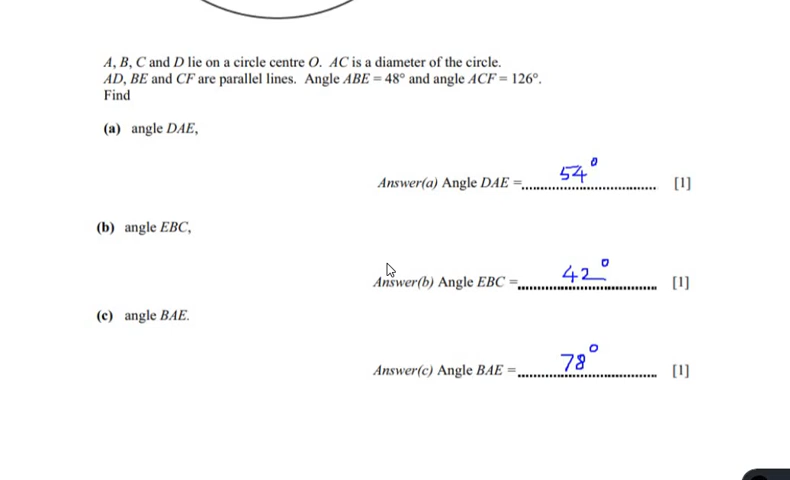 A, B, C and D lie on a circle centre O. AC is a diameter of the circle.
AD, BE and CF are parallel lines. Angle ABE = 48° and angle ACF = 126°.
Find
(a) angle DAE,
54°
Answer(a) Angle DAE =.................................. [1]
(b) angle EBC,
42°
Answer(b) Angle EBC =.................................. [1]
(c) angle BAE.
78°
Answer(c) Angle BAE =.................................. [1]